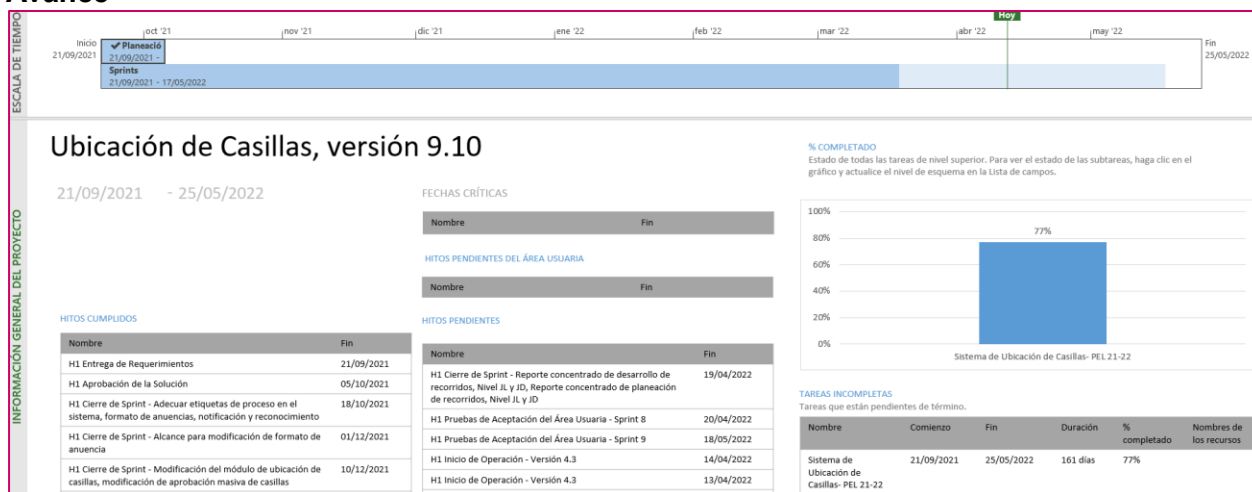 Avance
ESCALA DE TIEMPO
Hoy
oct '21
nov '21
dic '21
ene '22
feb '22
mar '22
abr '22
may '22
Inicio
21/09/2021
✔ Planeació
21/09/2021 -
Sprints
21/09/2021 - 17/05/2022
Fin
25/05/2022
INFORMACIÓN GENERAL DEL PROYECTO
Ubicación de Casillas, versión 9.10
21/09/2021 - 25/05/2022
HITOS CUMPLIDOS
Nombre Fin
H1 Entrega de Requerimientos 21/09/2021
H1 Aprobación de la Solución 05/10/2021
H1 Cierre de Sprint - Adecuar etiquetas de proceso en el 18/10/2021
sistema, formato de anuencias, notificación y reconocimiento
H1 Cierre de Sprint - Alcance para modificación de formato de 01/12/2021
anuencia
H1 Cierre de Sprint - Modificación del módulo de ubicación de 10/12/2021
casillas, modificación de aprobación masiva de casillas
FECHAS CRÍTICAS
Nombre Fin
HITOS PENDIENTES DEL ÁREA USUARIA
Nombre Fin
HITOS PENDIENTES
Nombre Fin
H1 Cierre de Sprint - Reporte concentrado de desarrollo de 19/04/2022
recorridos, Nivel JL y JD, Reporte concentrado de planeación
de recorridos, Nivel JL y JD
H1 Pruebas de Aceptación del Área Usuaria - Sprint 8 20/04/2022
H1 Pruebas de Aceptación del Área Usuaria - Sprint 9 18/05/2022
H1 Inicio de Operación - Versión 4.3 14/04/2022
H1 Inicio de Operación - Versión 4.3 13/04/2022
% COMPLETADO
Estado de todas las tareas de nivel superior. Para ver el estado de las subtareas, haga clic en el
gráfico y actualice el nivel de esquema en la Lista de campos.
100%
80%
60%
40%
20%
0%
77%
Sistema de Ubicación de Casillas- PEL 21-22
TAREAS INCOMPLETAS
Tareas que están pendientes de término.
Nombre Comienzo Fin Duración % Nombres de
completado los recursos
Sistema de 21/09/2021 25/05/2022 161 días 77%
Ubicación de
Casillas- PEL 21-22